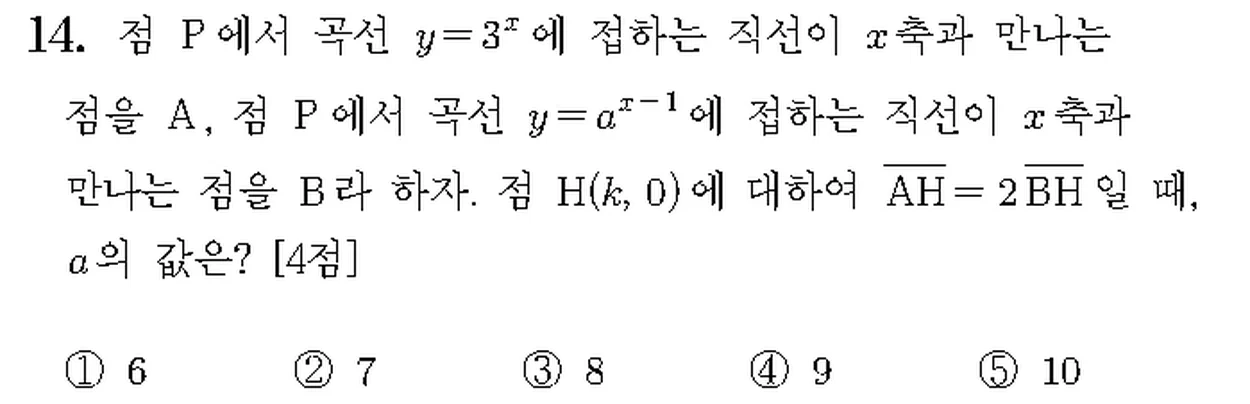 14. 점 P에서 곡선 y=3^x에 접하는 직선이 x축과 만나는
점을 A, 점 P에서 곡선 y=a^{x-1}에 접하는 직선이 x축과
만나는 점을 B라 하자. 점 H(k, 0)에 대하여 \overline{AH}=2\overline{BH}일 때,
a의 값은? [4점]
① 6 ② 7 ③ 8 ④ 9 ⑤ 10